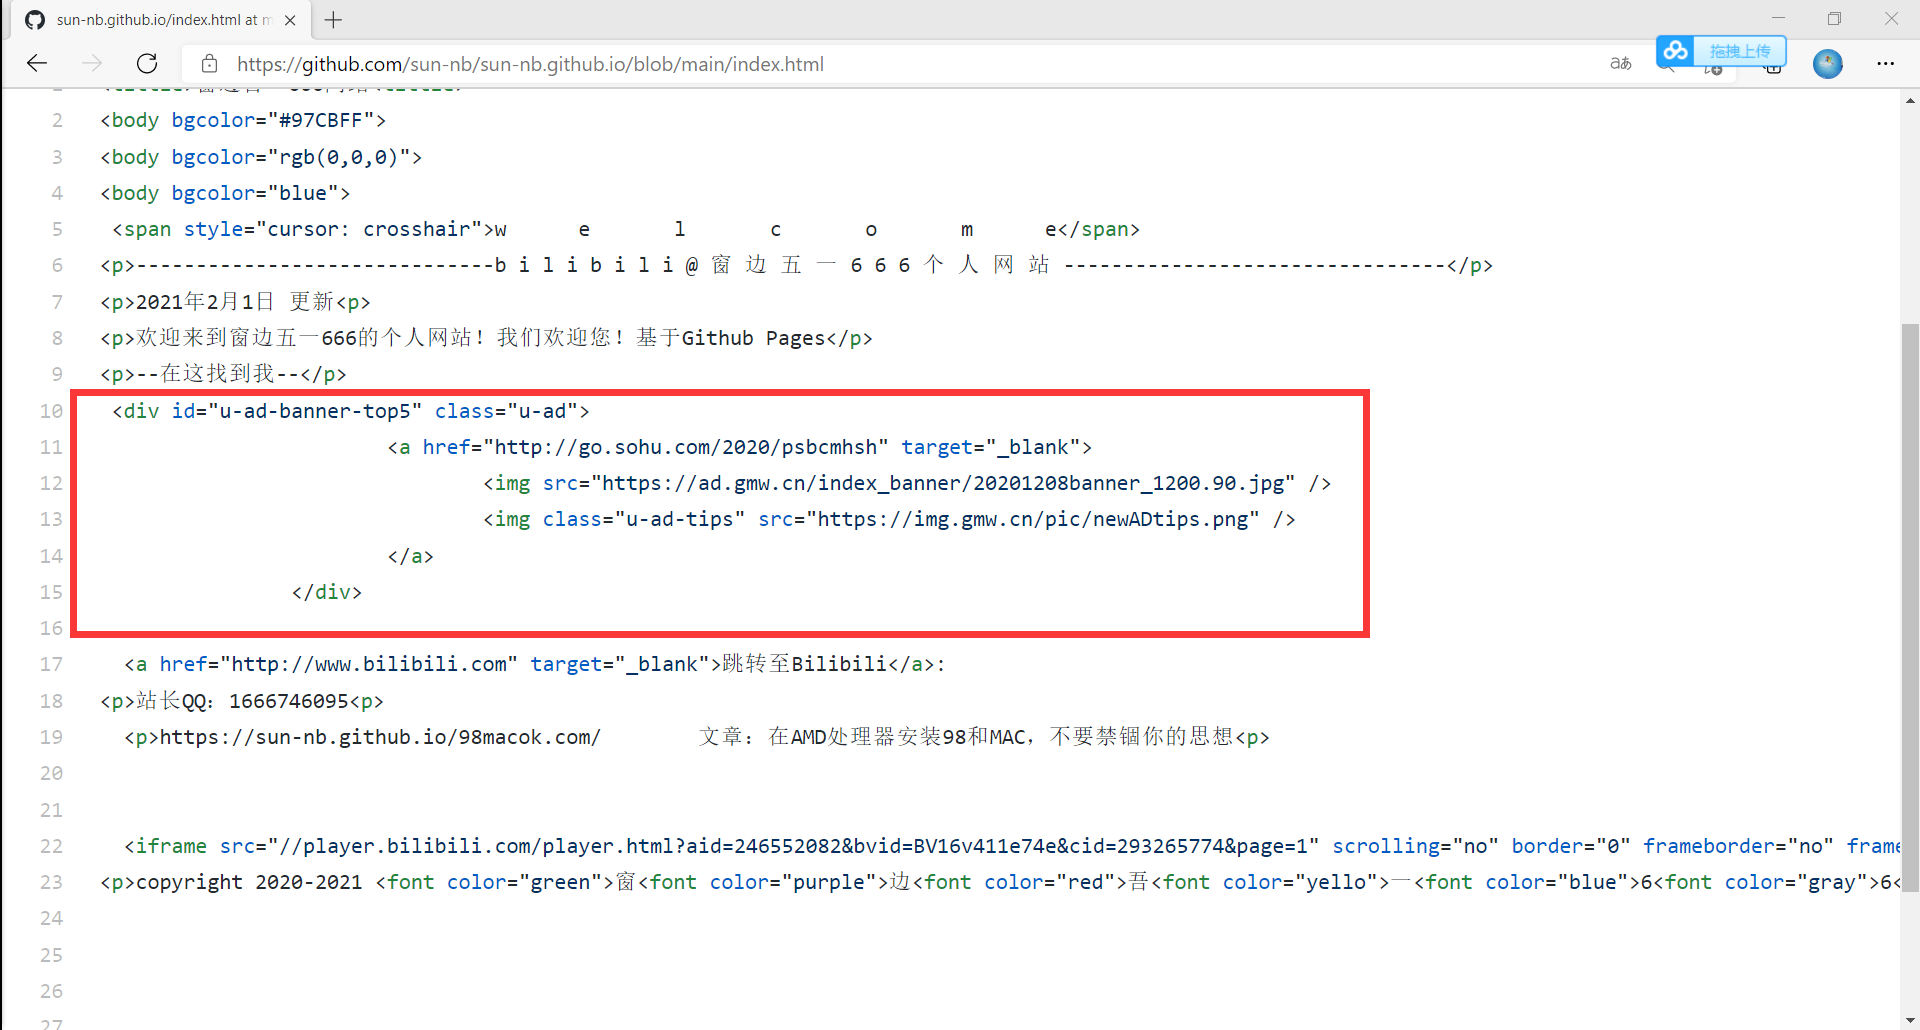 sun-nb.github.io/index.html at m
https://github.com/sun-nb/sun-nb.github.io/blob/main/index.html
拖拽上传
2 <body bgcolor="#97CBFF">
3 <body bgcolor="rgb(0,0,0)">
4 <body bgcolor="blue">
5 <span style="cursor: crosshair">w e l c o m e</span>
6 <p>------------------------------b i l i b i l i @ 窗 边 五 一 6 6 6 个 人 网 站 --------------------------------</p>
7 <p>2021年2月1日 更新<p>
8 <p>欢迎来到窗边五一666的个人网站！我们欢迎您！基于Github Pages</p>
9 <p>--在这找到我--</p>
10 <div id="u-ad-banner-top5" class="u-ad">
11 <a href="http://go.sohu.com/2020/psbcmhsh" target="_blank">
12 <img src="https://ad.gmw.cn/index_banner/20201208banner_1200.90.jpg" />
13 <img class="u-ad-tips" src="https://img.gmw.cn/pic/newADtips.png" />
14 </a>
15 </div>
16
17 <a href="http://www.bilibili.com" target="_blank">跳转至Bilibili</a>:
18 <p>站长QQ：1666746095<p>
19 <p>https://sun-nb.github.io/98macok.com/ 文章：在AMD处理器安装98和MAC，不要禁锢你的思想<p>
20
21
22 <iframe src="//player.bilibili.com/player.html?aid=246552082&bvid=BV16v411e74e&cid=293265774&page=1" scrolling="no" border="0" frameborder="no" frame
23 <p>copyright 2020-2021 <font color="green">窗<font color="purple">边<font color="red">吾<font color="yello">一<font color="blue">6<font color="gray">6<
24
25
26
27